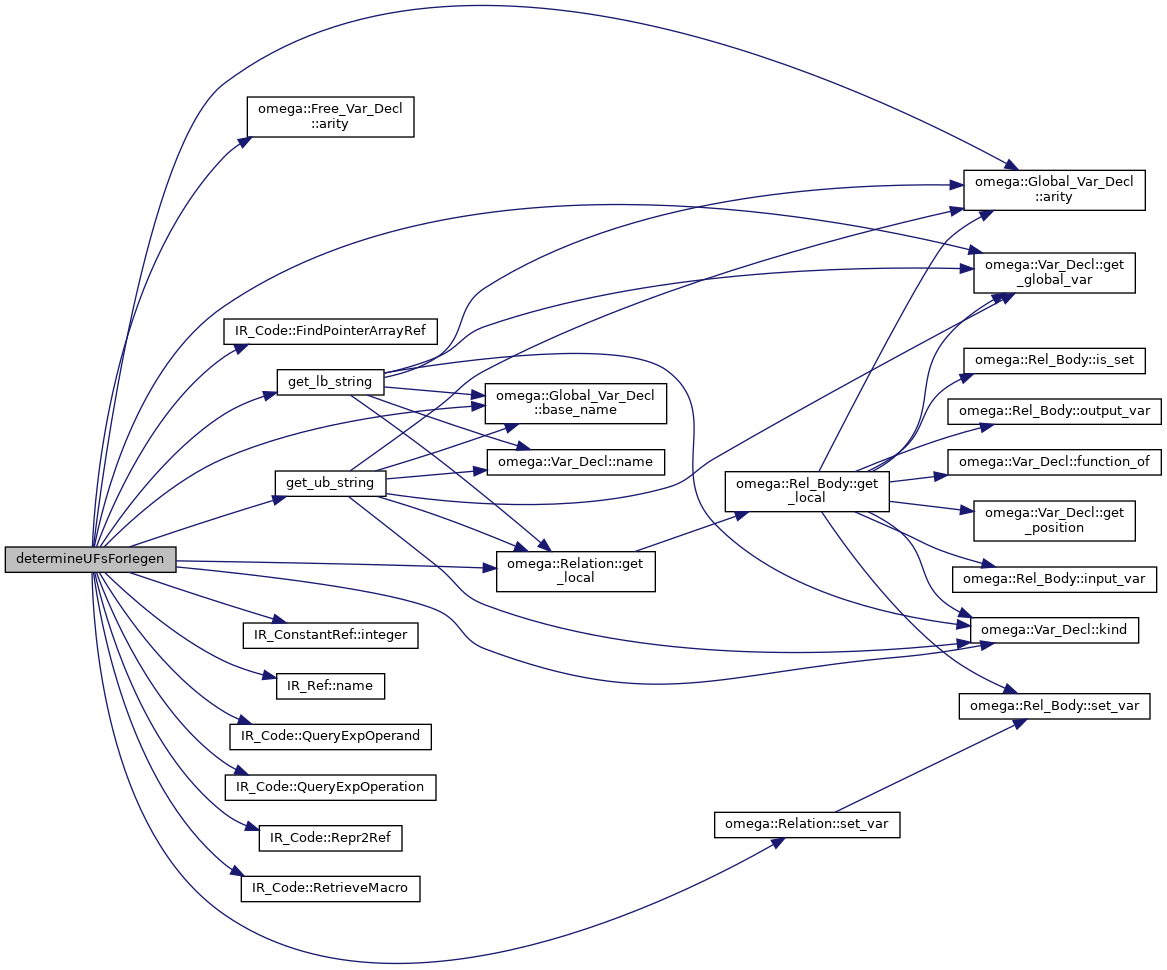 determineUFsForIegen
omega::Free_Var_Decl
::arity
IR_Code::FindPointerArrayRef
get_lb_string
get_ub_string
IR_ConstantRef::integer
IR_Ref::name
IR_Code::QueryExpOperand
IR_Code::QueryExpOperation
IR_Code::Repr2Ref
IR_Code::RetrieveMacro
omega::Global_Var_Decl
::base_name
omega::Var_Decl::name
omega::Relation::get
_local
omega::Rel_Body::get
_local
omega::Relation::set_var
omega::Global_Var_Decl
::arity
omega::Var_Decl::get
_global_var
omega::Rel_Body::is_set
omega::Rel_Body::output_var
omega::Var_Decl::function_of
omega::Var_Decl::get
_position
omega::Rel_Body::input_var
omega::Var_Decl::kind
omega::Rel_Body::set_var